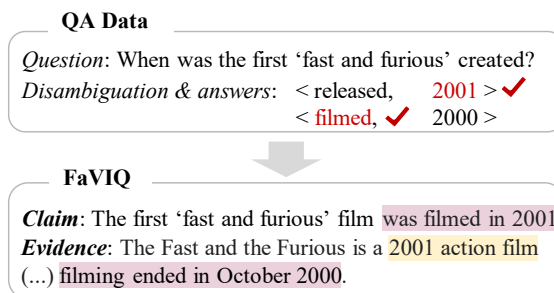 QA Data
Question: When was the first ‘fast and furious’ created?
Disambiguation & answers: < released, 2001 >
< filmed, 2000 >
FaVIQ
Claim: The first ‘fast and furious’ film was filmed in 2001
Evidence: The Fast and the Furious is a 2001 action film
(...) filming ended in October 2000.